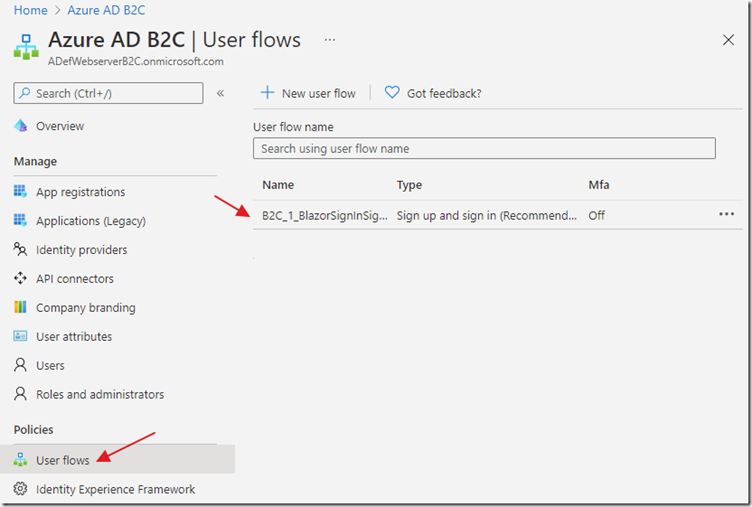 Home > Azure AD B2C
Azure AD B2C | User flows ...
ADefWebserverB2C.onmicrosoft.com
Search (Ctrl+/) «
Overview
Manage
App registrations
Applications (Legacy)
Identity providers
API connectors
Company branding
User attributes
Users
Roles and administrators
Policies
User flows
Identity Experience Framework
+ New user flow
Got feedback?
User flow name
Search using user flow name
Name Type Mfa
B2C_1_BlazorSignInSig... Sign up and sign in (Recommend... Off ...